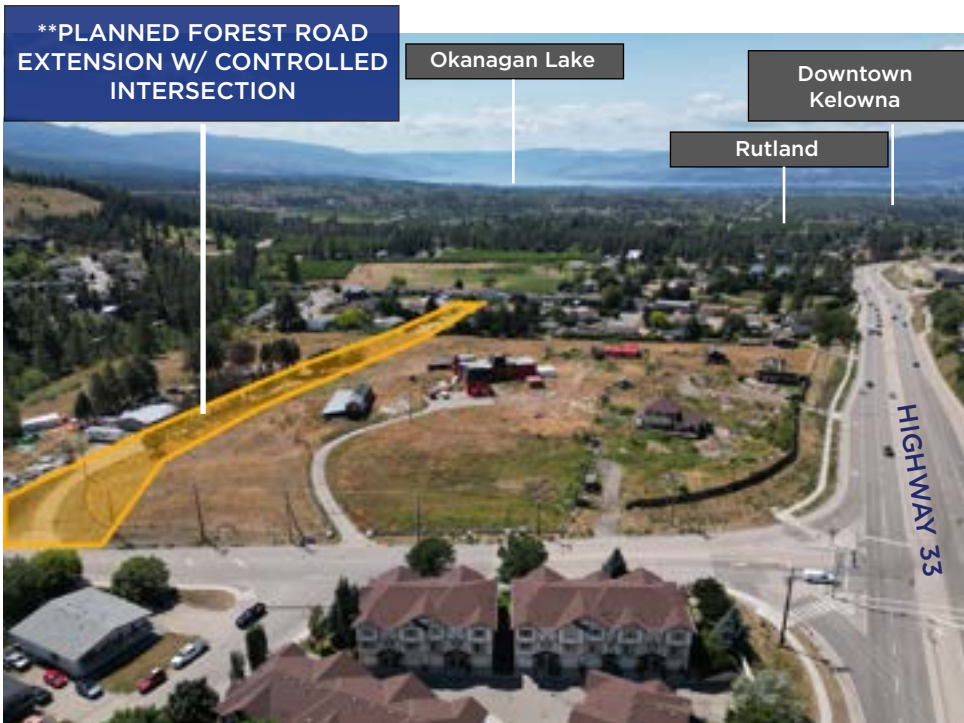 **PLANNED FOREST ROAD
EXTENSION W/ CONTROLLED
INTERSECTION
Okanagan Lake
Downtown
Kelowna
Rutland
HIGHWAY 33